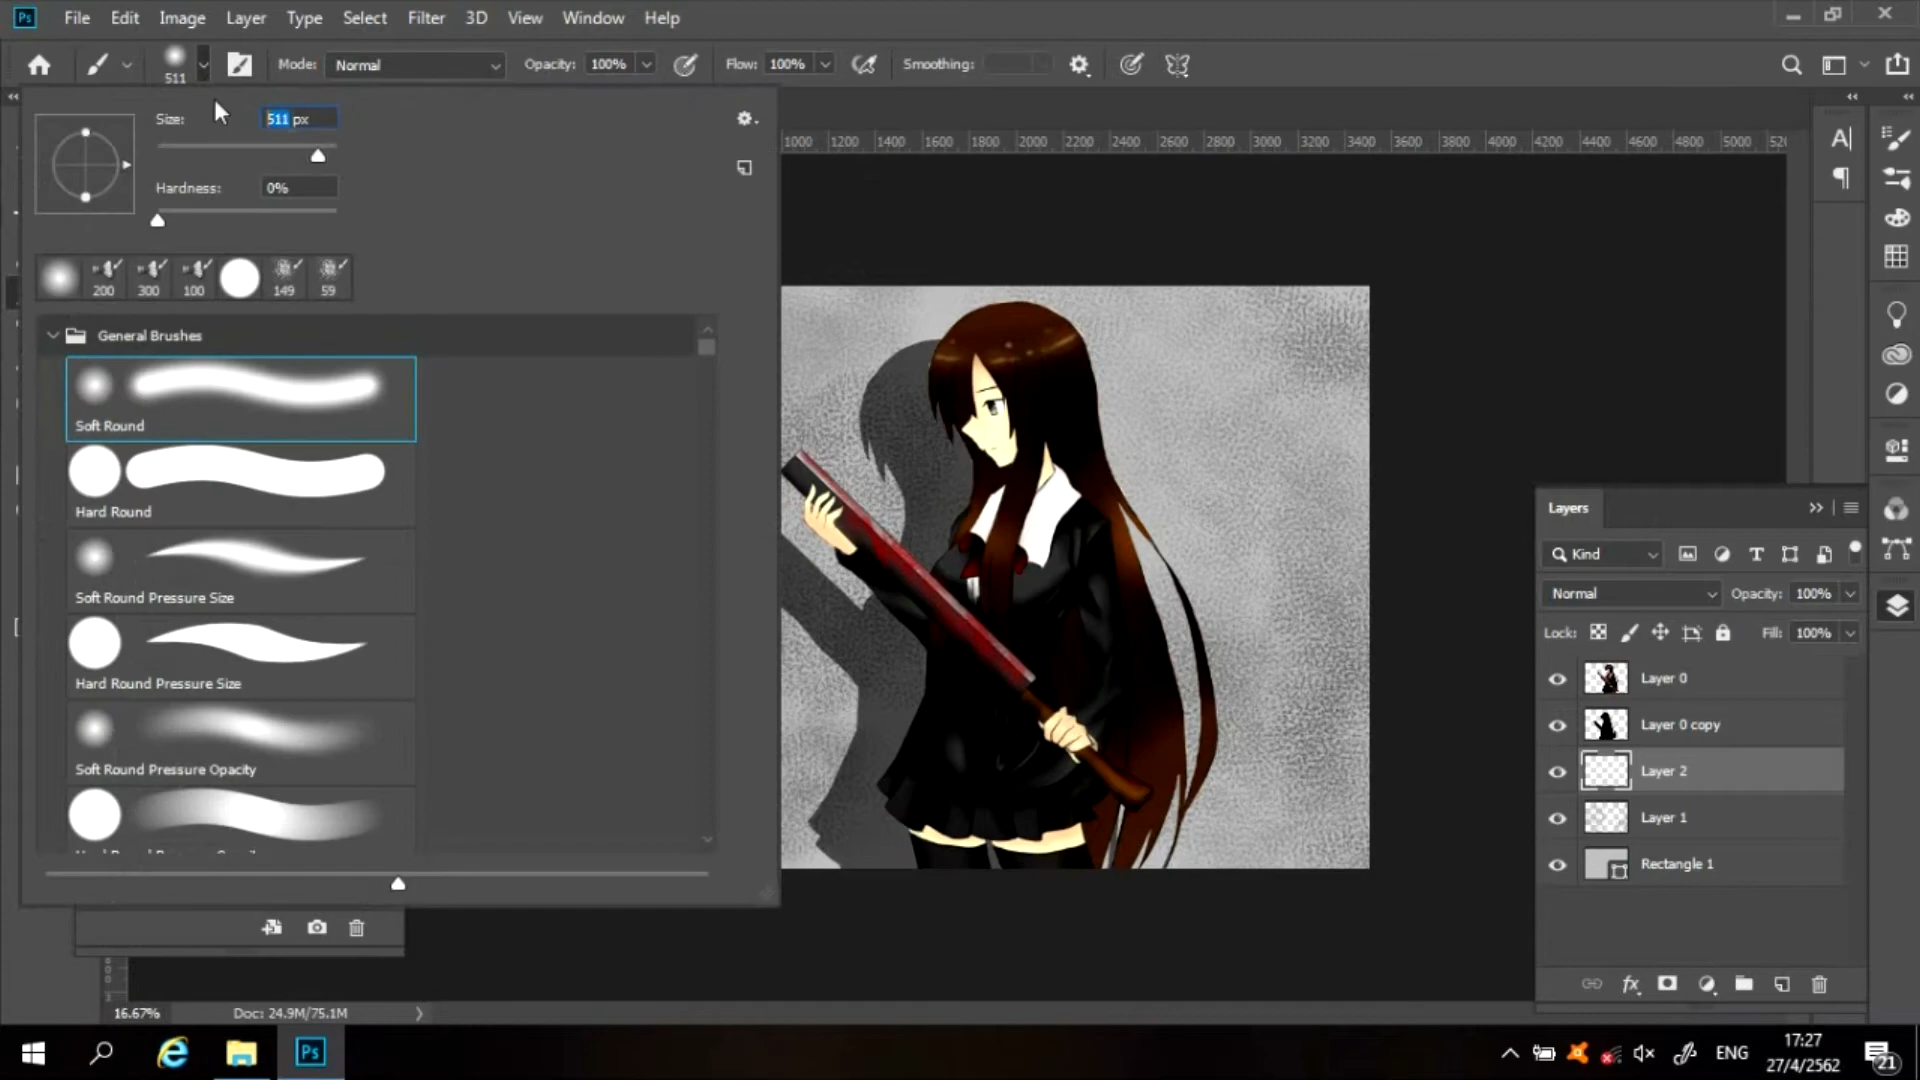 Ps File Edit Image Layer Type Select Filter 3D View Window Help
511 Mode: Normal Opacity: 100% Flow: 100% Smoothing:
Size: 511 px
Hardness: 0%
200 300 100 149 59
General Brushes
Soft Round
Hard Round
Soft Round Pressure Size
Hard Round Pressure Size
Soft Round Pressure Opacity
1000 1200 1400 1600 1800 2000 2200 2400 2600 2800 3000 3200 3400 3600 3800 4000 4200 4400 4600 4800 5000
Layers
Kind
Normal Opacity: 100%
Lock: Fill: 100%
Layer 0
Layer 0 copy
Layer 2
Layer 1
Rectangle 1
fx
16.67% Doc: 24.9M/75.1M
Ps ENG 17:27
27/4/2562 21